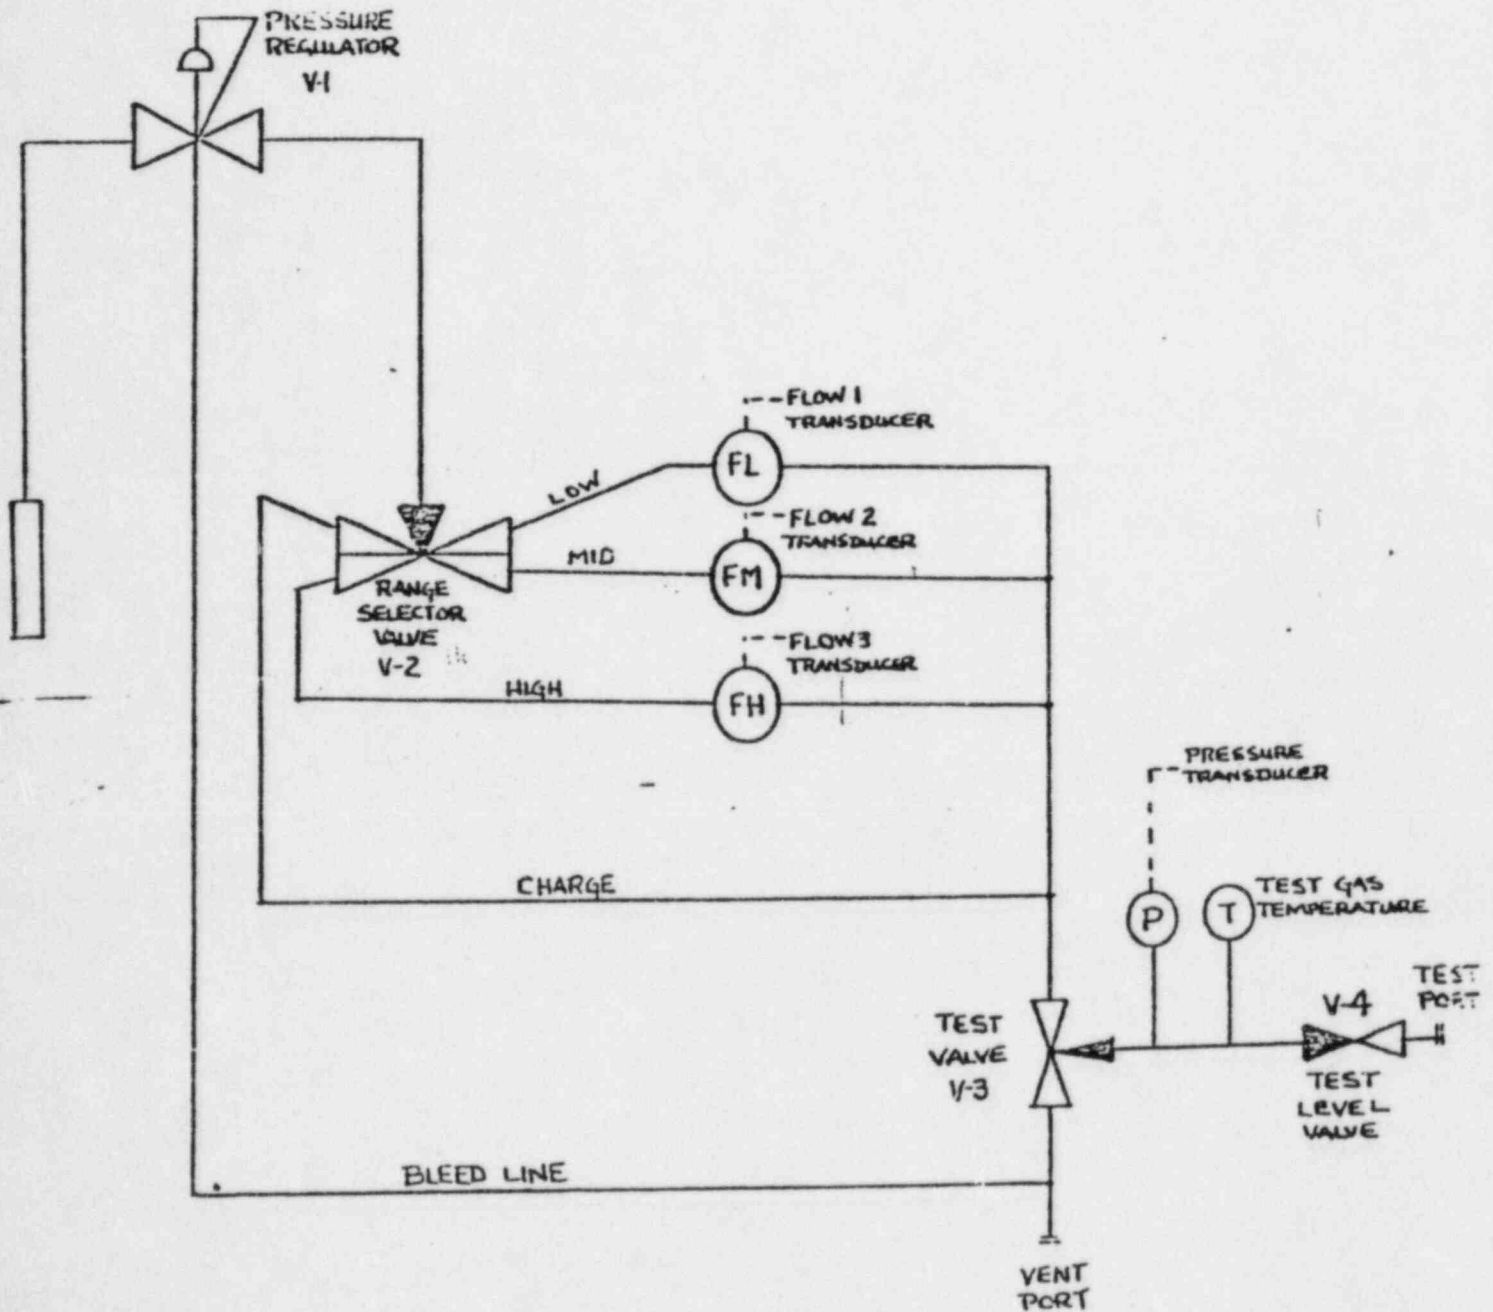 PRESSURE
REGULATOR
V-1
FLOW 1
TRANSDUCER
FL
LOW
FLOW 2
TRANSDUCER
MID
FM
RANGE
SELECTOR
VALVE
V-2
FLOW 3
TRANSDUCER
HIGH
FH
PRESSURE
TRANSDUCER
CHARGE
P
T
TEST GAS
TEMPERATURE
TEST
PORT
V-4
TEST
VALVE
V-3
TEST
LEVEL
VALVE
BLEED LINE
VENT
PORT